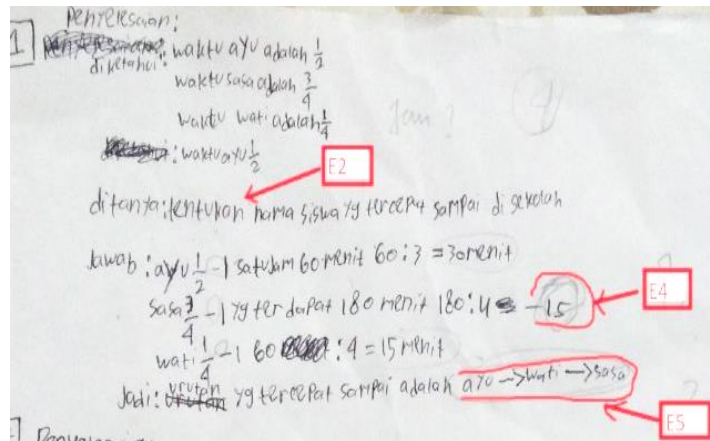 Penyelesaian:
1
diketahui: waktu ayu adalah 1/2
waktu sasa adalah 3/4
waktu wati adalah 1/4
Jam?
4
: waktu ayu 1/2
E2
ditanya: tentukan nama siswa yg tercepat sampai di sekolah
Jawab: ayu 1/2 - 1 satu jam 60 menit 60:3 = 30 menit
E4
sasa 3/4 - 1 yg terdapat 180 menit 180:4 - 15
wati 1/4 - 1 60 : 4 = 15 menit
Jadi: urutan yg tercepat sampai adalah ayu → wati → sasa
E5